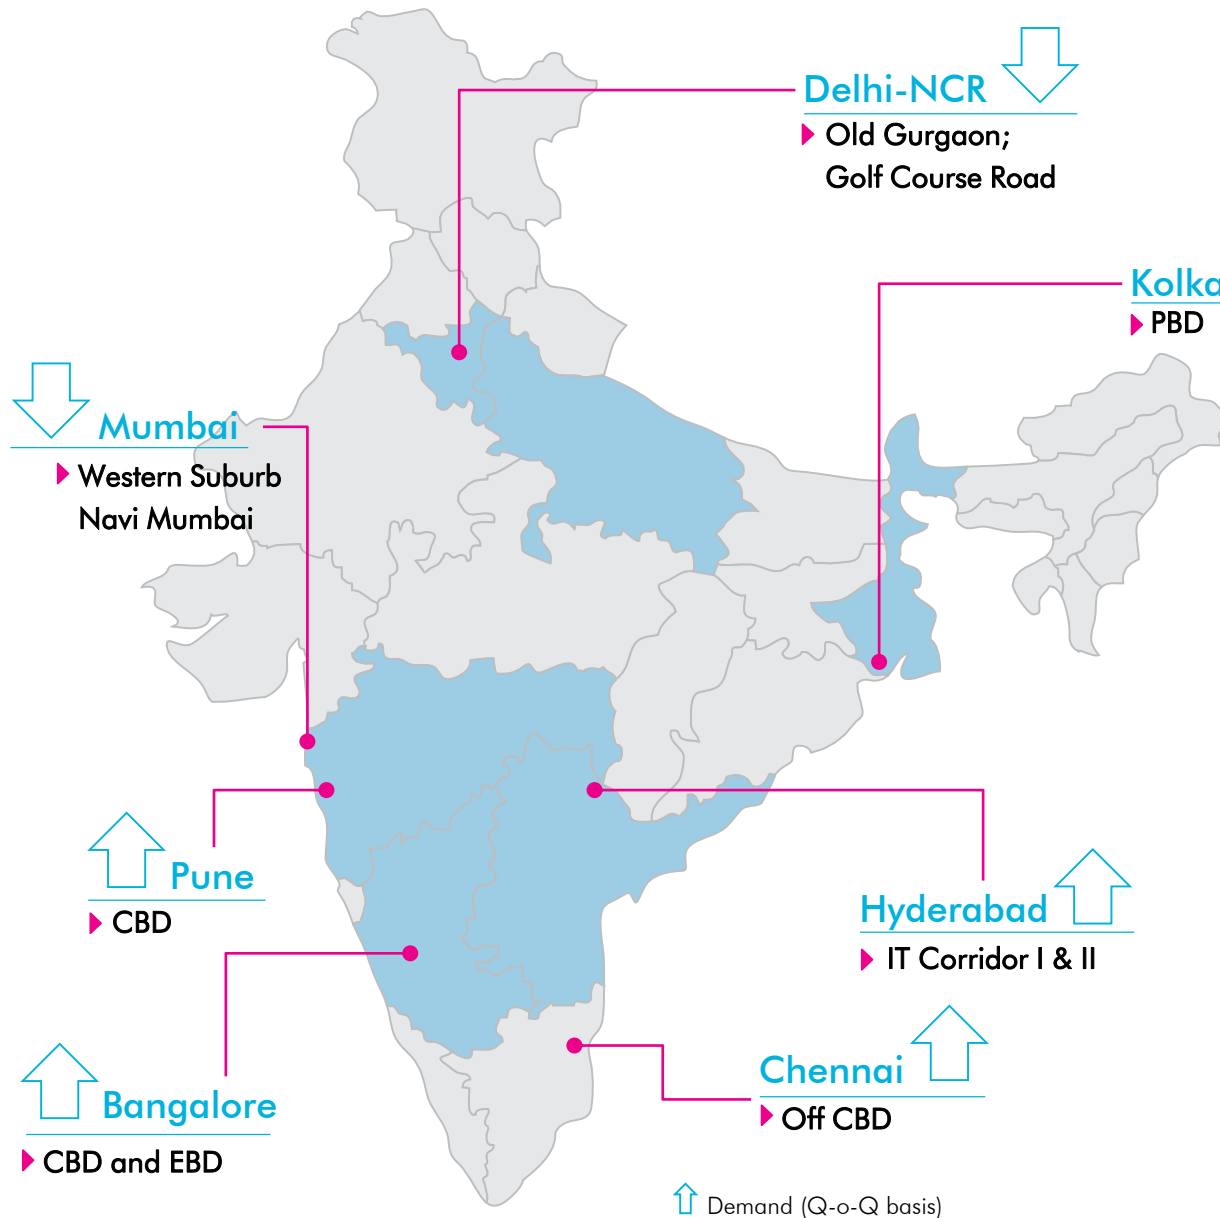 Delhi-NCR
Old Gurgaon;
Golf Course Road
Kolka
PBD
Mumbai
Western Suburb
Navi Mumbai
Pune
CBD
Hyderabad
IT Corridor I & II
Bangalore
CBD and EBD
Chennai
Off CBD
Demand (Q-o-Q basis)